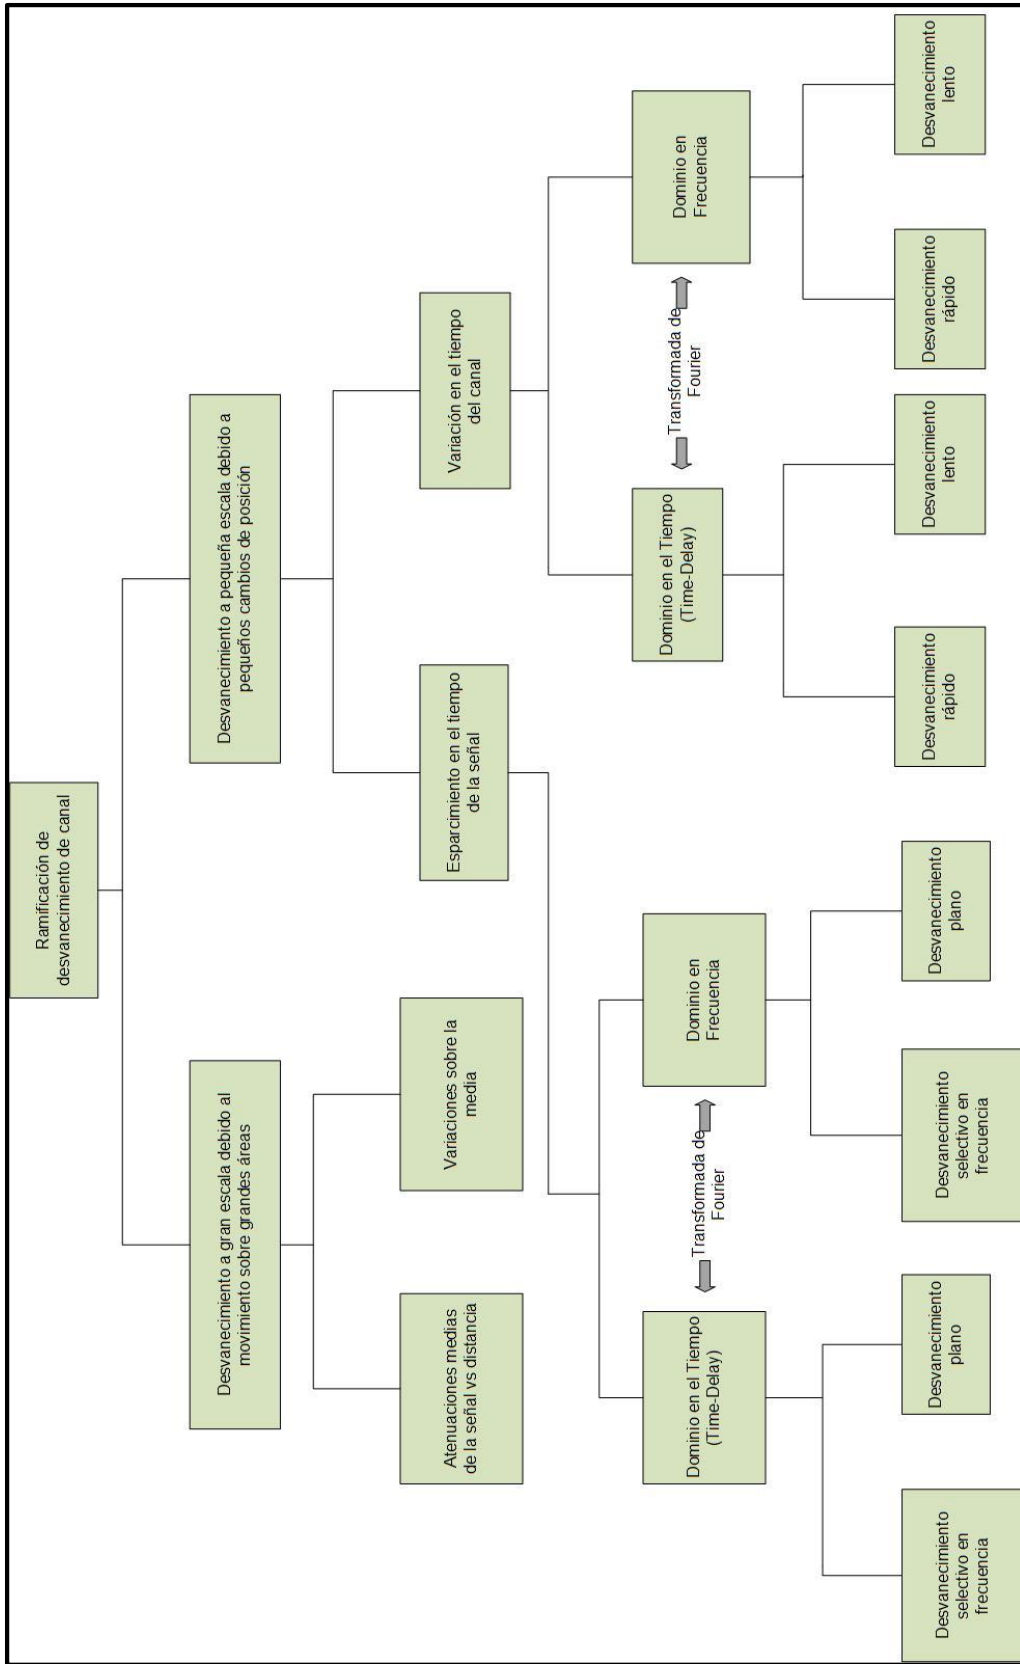 Ramificación de
desvanecimiento de canal
Desvanecimiento a gran escala debido al
movimiento sobre grandes áreas
Desvanecimiento a pequeña escala debido a
pequeños cambios de posición
Atenuaciones medias
de la señal vs distancia
Variaciones sobre la
media
Esparcimiento en el tiempo
de la señal
Variación en el tiempo
del canal
Dominio en el Tiempo
(Time-Delay)
Transformada de
Fourier
Dominio en
Frecuencia
Dominio en el Tiempo
(Time-Delay)
Transformada de
Fourier
Dominio en
Frecuencia
Desvanecimiento
selectivo en
frecuencia
Desvanecimiento
plano
Desvanecimiento
selectivo en
frecuencia
Desvanecimiento
plano
Desvanecimiento
rápido
Desvanecimiento
lento
Desvanecimiento
rápido
Desvanecimiento
lento